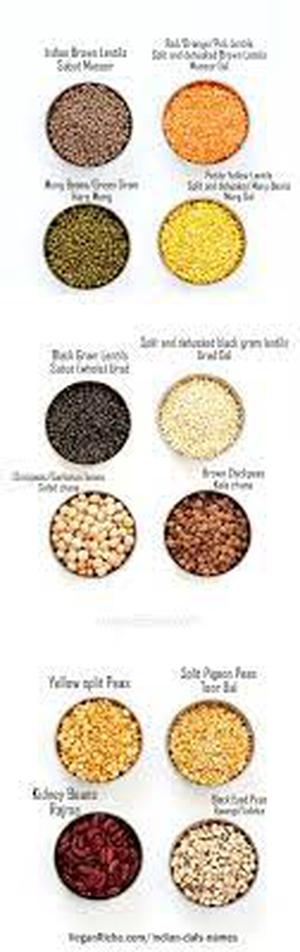 Indian Brown Lentils
Sabut Masoor
Red/Orange/Pink Lentils
Split and dehusked Brown Lentils
Masoor Dal
Mung Beans/Green Gram
Hara Mung
Petite Yellow Lentils
Split and dehusked Mung Beans
Mung Dal
Black Gram Lentils
Sabut (whole) Urad
Split and dehusked black gram lentils
Urad Dal
Chickpeas/Garbanzo beans
Brown Chickpeas
Kala chana
Yellow split Peas
Split Pigeon Peas
Toor Dal
Kidney Beans
Rajma
Black Eyed Peas
VeganRicha.com/indian-dals-names